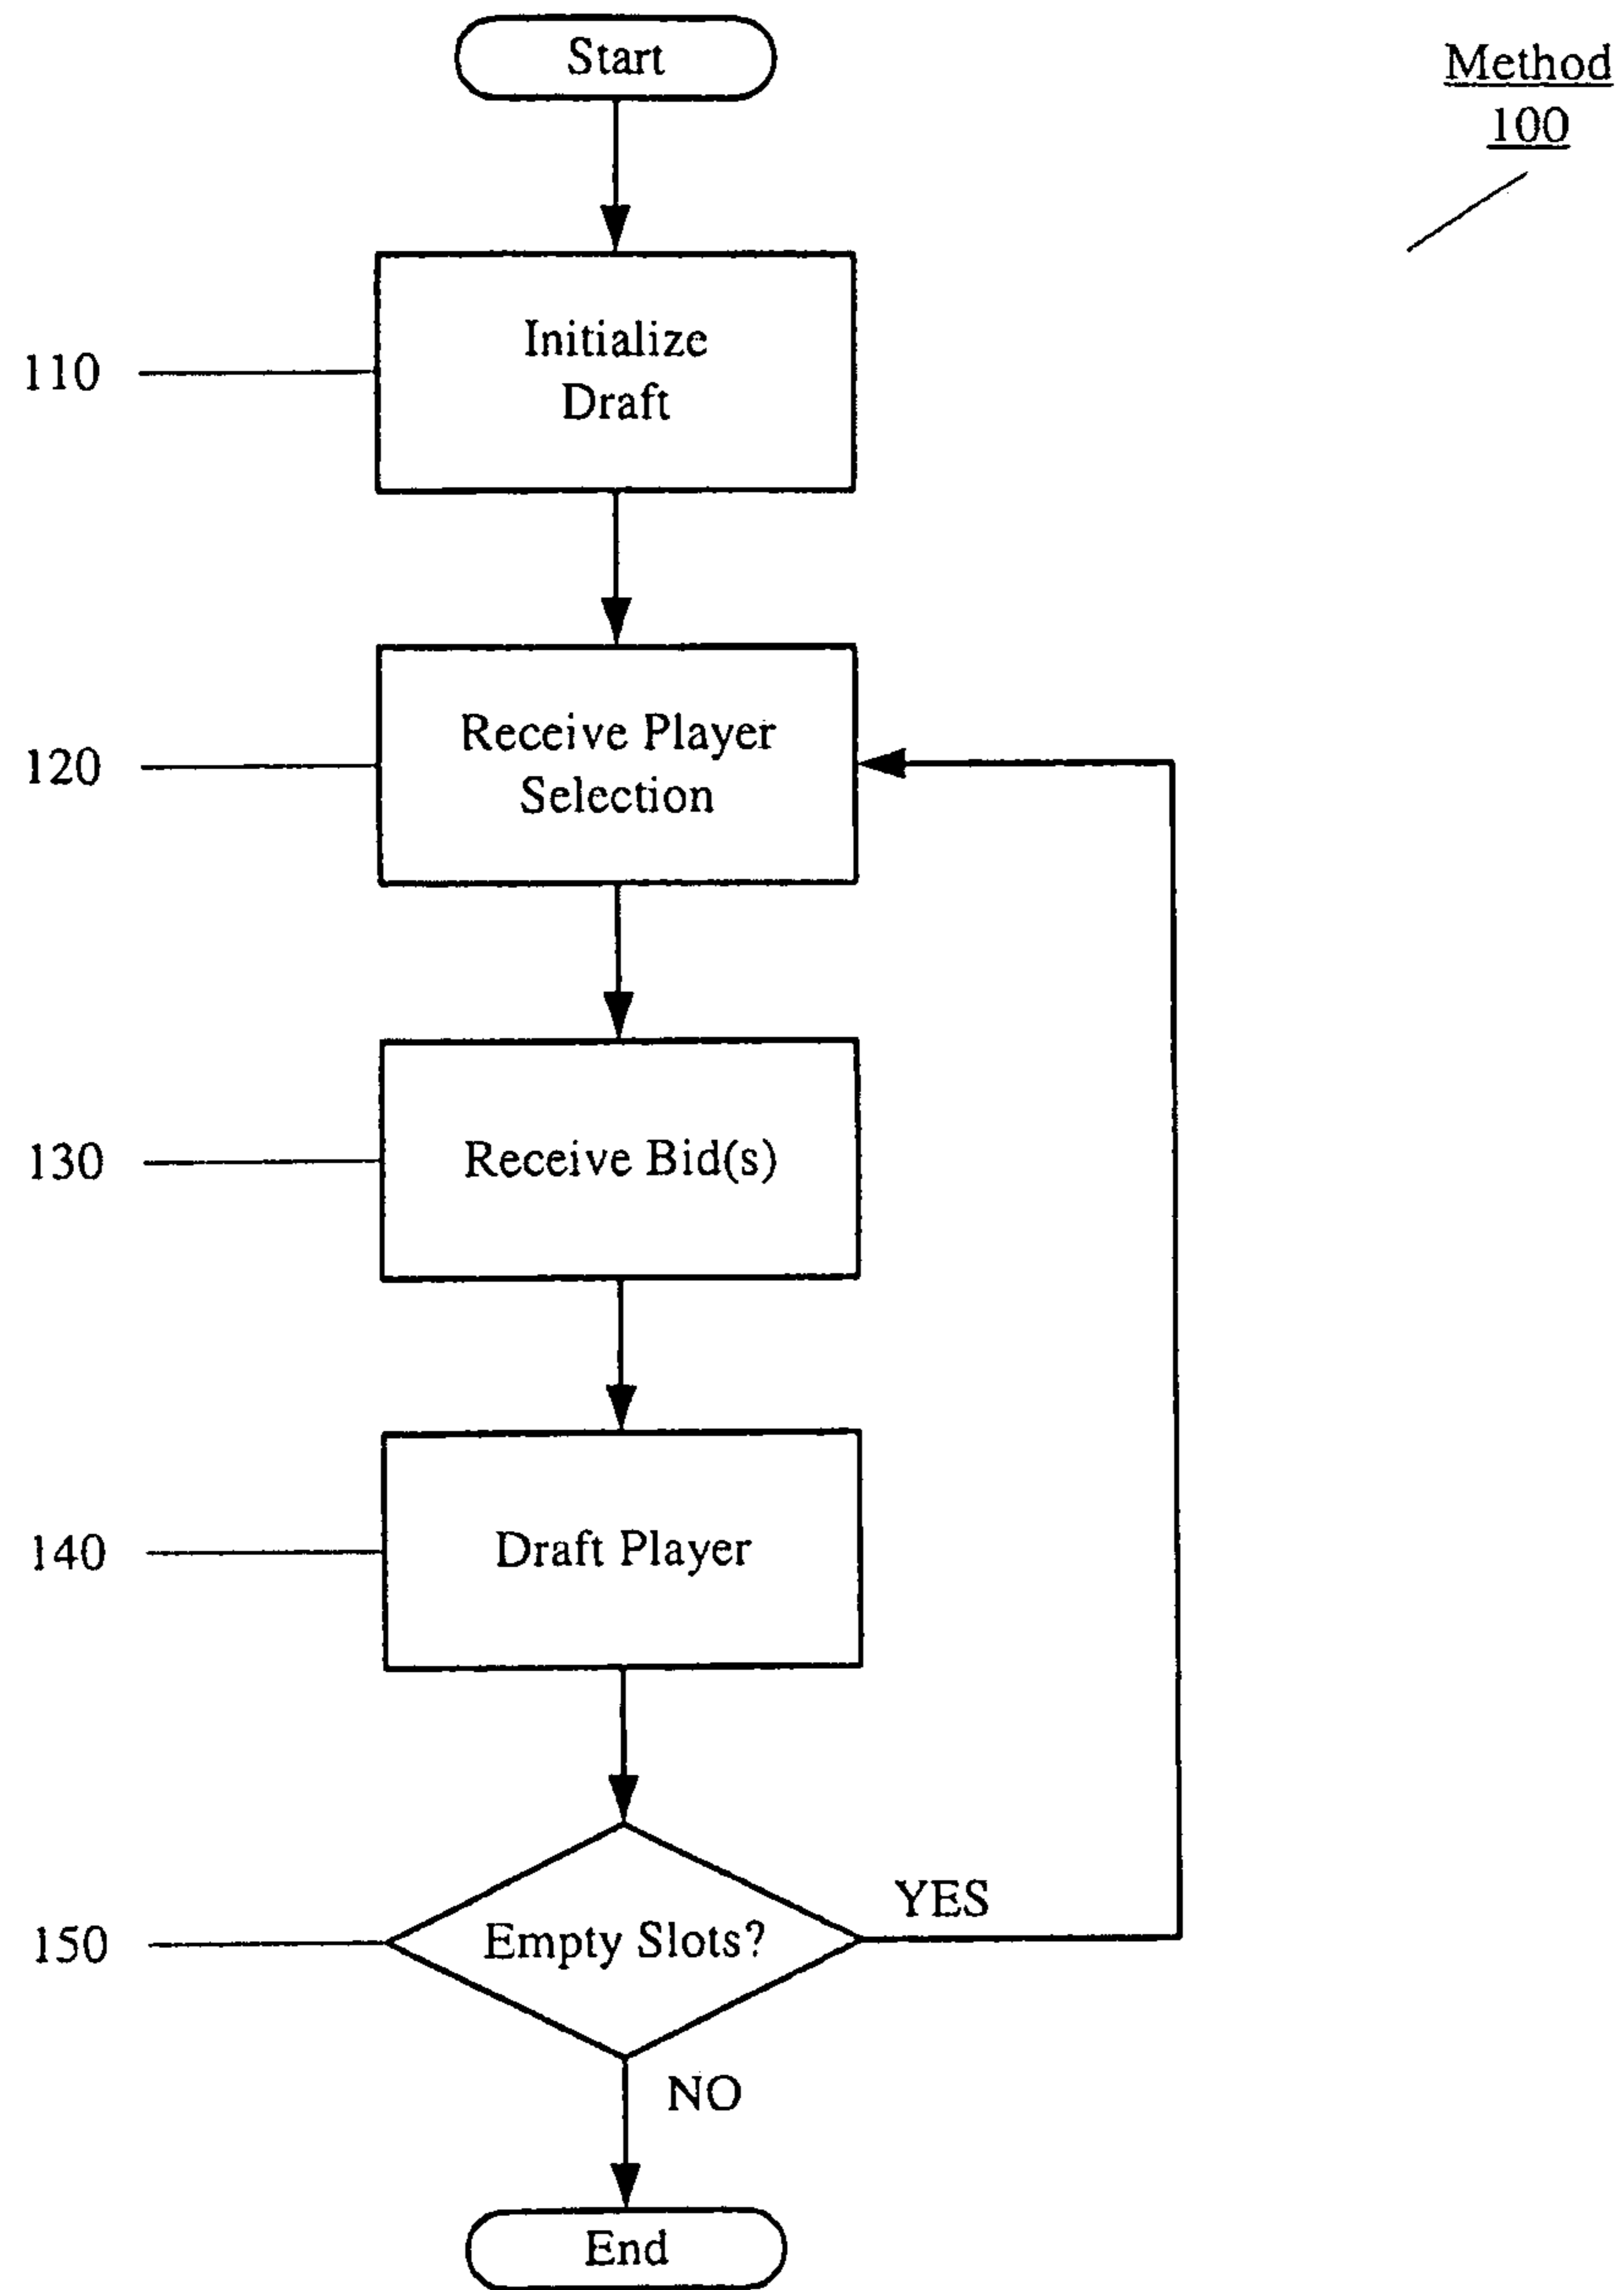 Start
Method
100
110
Initialize
Draft
120
Receive Player
Selection
130
Receive Bid(s)
140
Draft Player
150
Empty Slots?
YES
NO
End